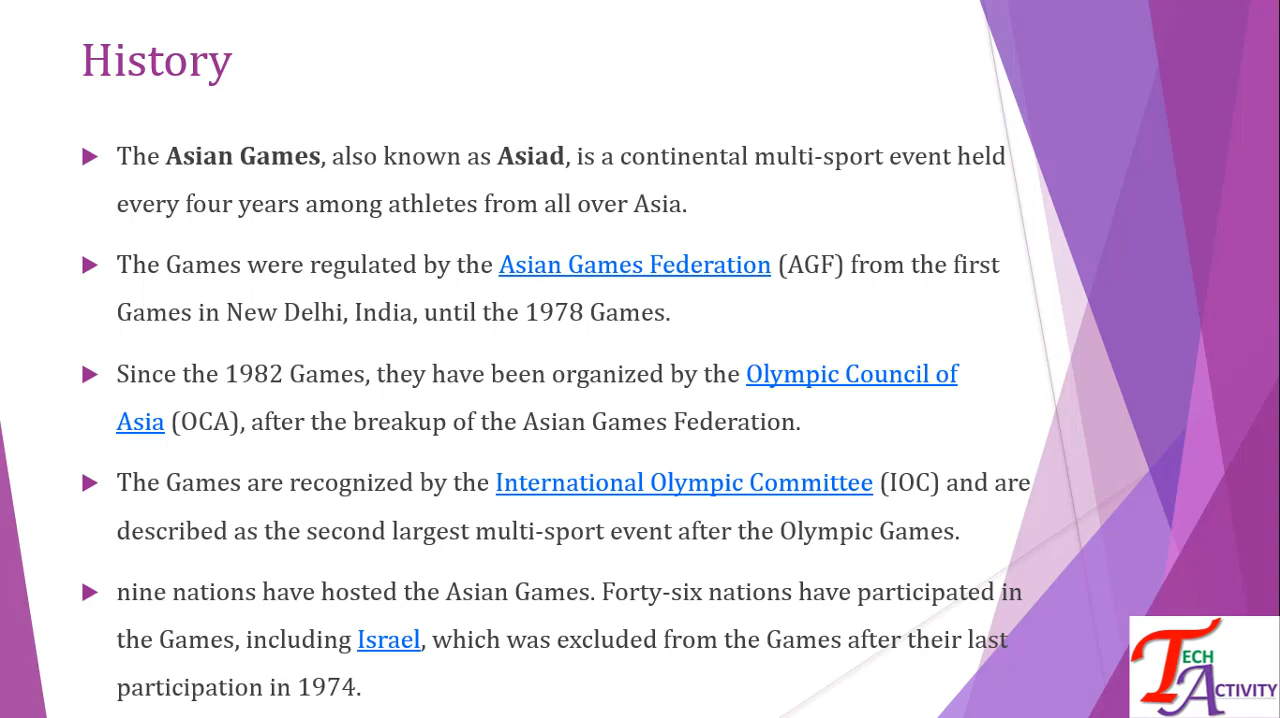 History
The Asian Games, also known as Asiad, is a continental multi-sport event held
every four years among athletes from all over Asia.
The Games were regulated by the Asian Games Federation (AGF) from the first
Games in New Delhi, India, until the 1978 Games.
Since the 1982 Games, they have been organized by the Olympic Council of
Asia (OCA), after the breakup of the Asian Games Federation.
The Games are recognized by the International Olympic Committee (IOC) and are
described as the second largest multi-sport event after the Olympic Games.
nine nations have hosted the Asian Games. Forty-six nations have participated in
the Games, including Israel, which was excluded from the Games after their last
participation in 1974.
TECH
ACTIVITY